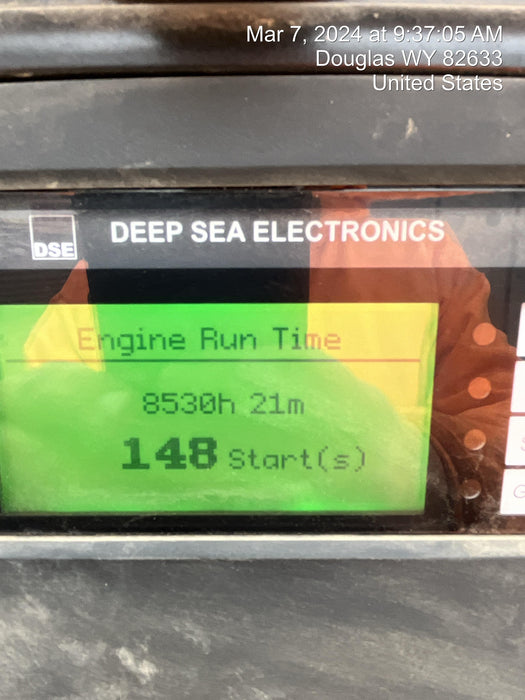 Mar 7, 2024 at 9:37:05 AM
Douglas WY 82633
United States
DSE
DEEP SEA ELECTRONICS
Engine Run Time
8530h 21m
148 Start(s)
S
G